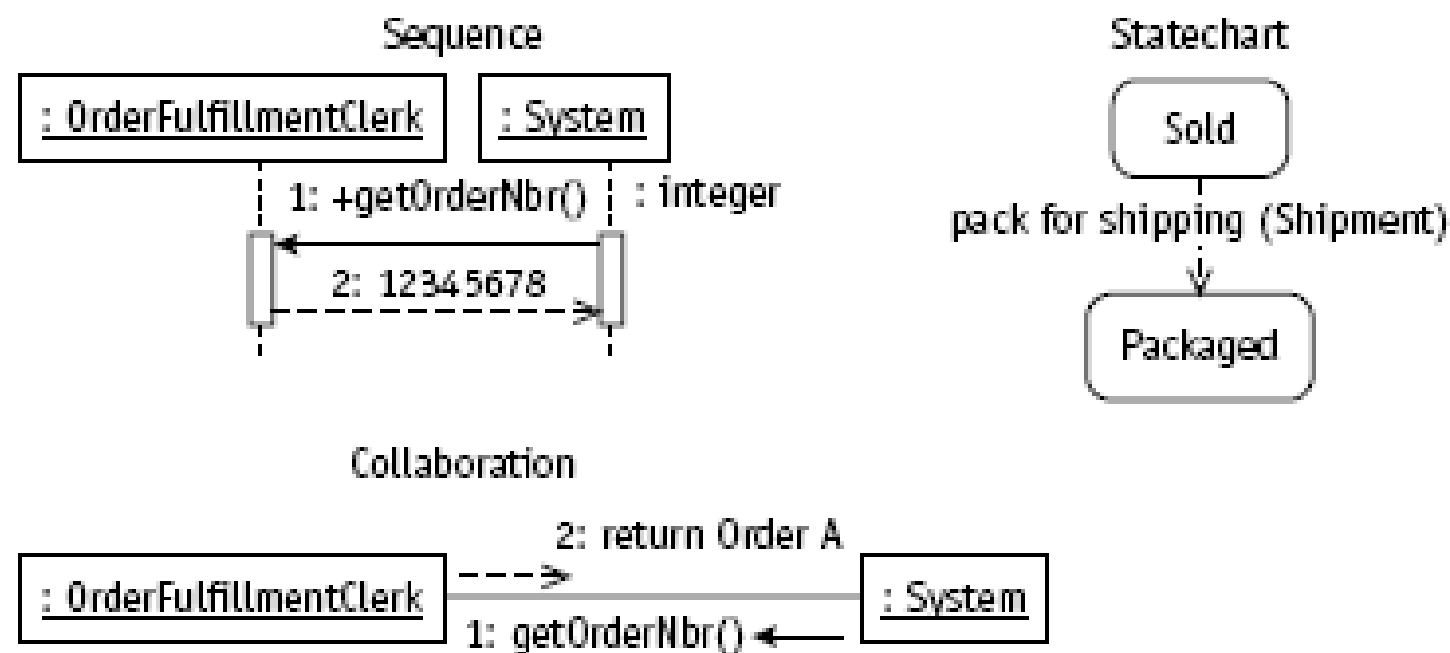 Sequence
: OrderFulfillmentClerk
: System
1: +getOrderNbr() : integer
2: 12345678
Statechart
Sold
pack for shipping (Shipment)
Packaged
Collaboration
2: return Order A
: OrderFulfillmentClerk
: System
1: getOrderNbr()